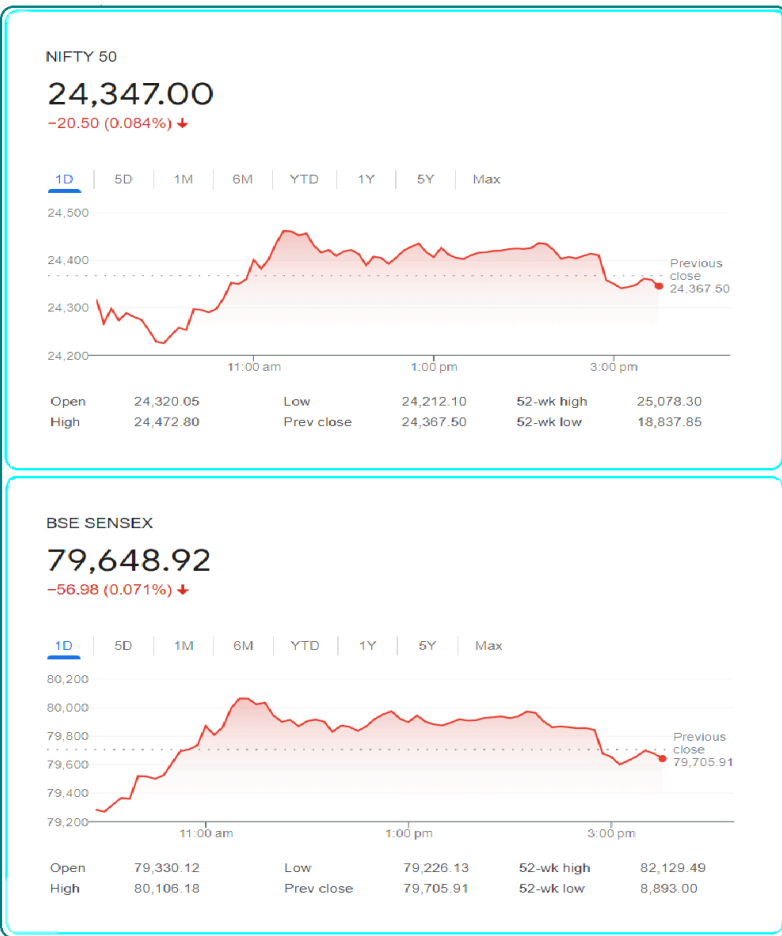 NIFTY 50
24,347.00
−20.50 (0.084%) ↓
1D 5D 1M 6M YTD 1Y 5Y Max
24,500
24,400
24,300
24,200
Previous
close
24,367.50
11:00 am 1:00 pm 3:00 pm
Open 24,320.05 Low 24,212.10 52-wk high 25,078.30
High 24,472.80 Prev close 24,367.50 52-wk low 18,837.85
BSE SENSEX
79,648.92
−56.98 (0.071%) ↓
1D 5D 1M 6M YTD 1Y 5Y Max
80,200
80,000
79,800
79,600
79,400
79,200
Previous
close
79,705.91
11:00 am 1:00 pm 3:00 pm
Open 79,330.12 Low 79,226.13 52-wk high 82,129.49
High 80,106.18 Prev close 79,705.91 52-wk low 8,893.00